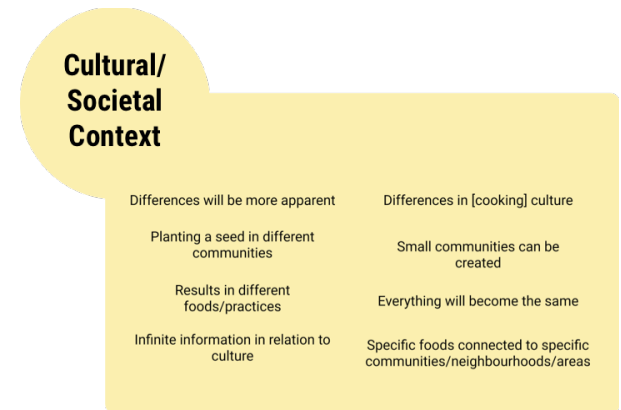 Cultural/
Societal
Context
Differences will be more apparent
Planting a seed in different
communities
Results in different
foods/practices
Infinite information in relation to
culture
Differences in [cooking] culture
Small communities can be
created
Everything will become the same
Specific foods connected to specific
communities/neighbourhoods/areas